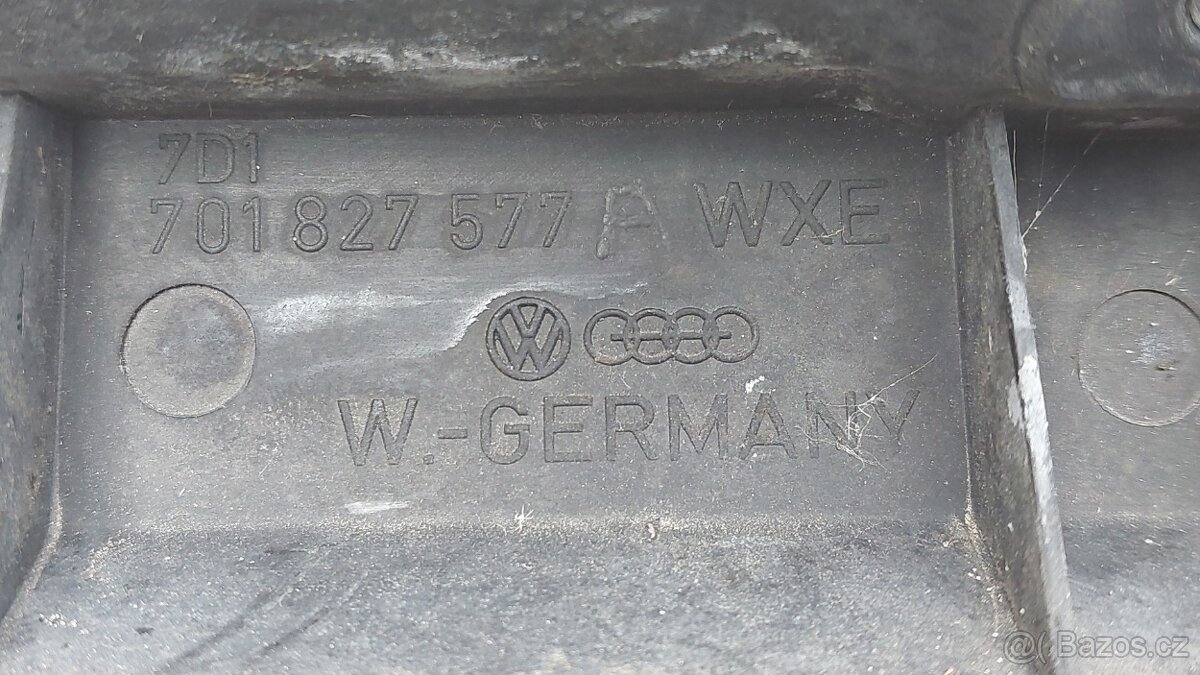 7D1
701 827 577 A WXE
W.-GERMANY
Bazos.cz